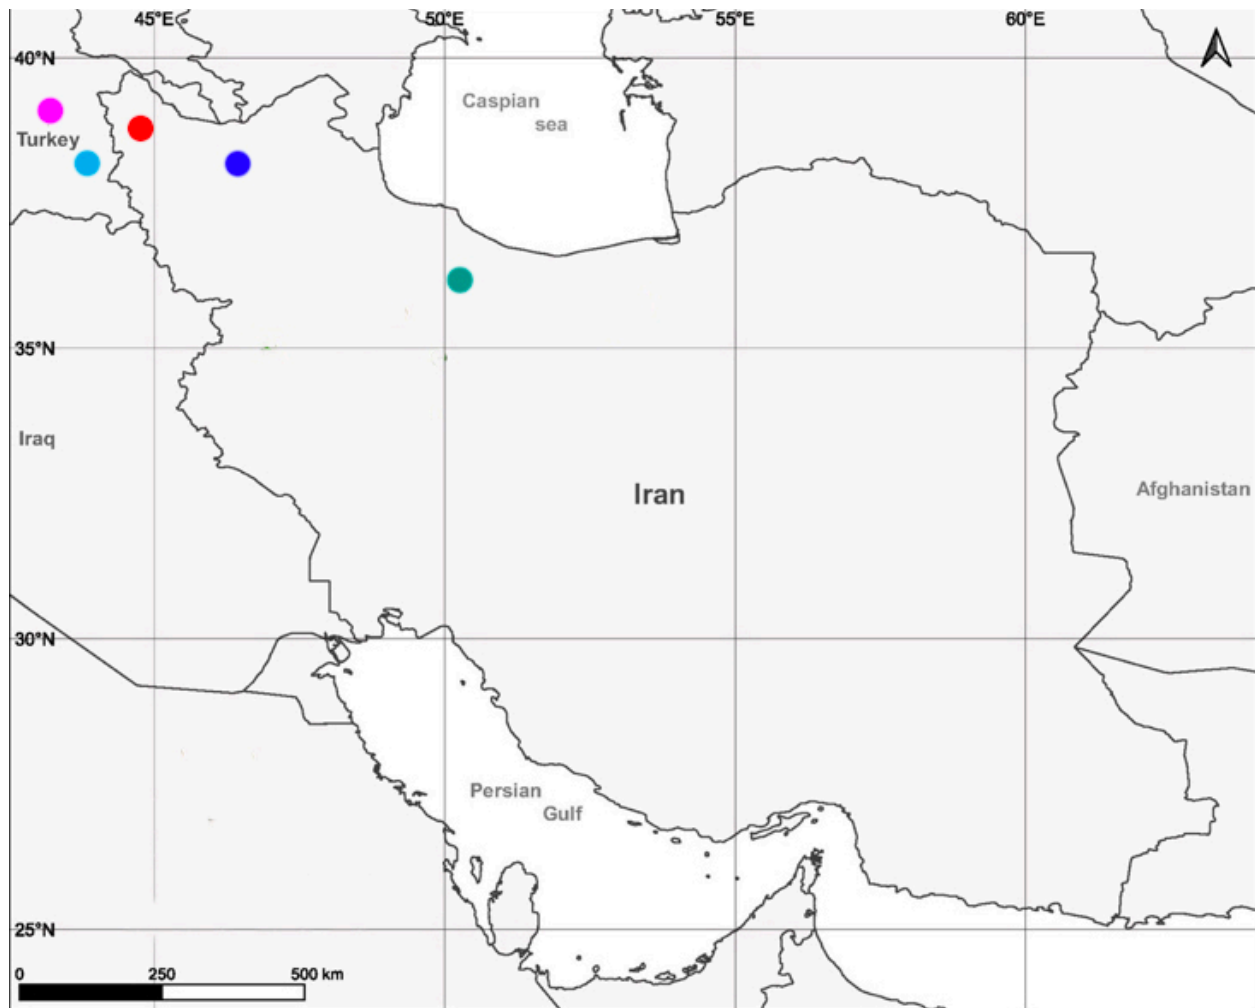 45°E 50°E 55°E 60°E
40°N
Caspian
sea
Turkey
35°N
Iraq
Iran
Afghanistan
30°N
Persian
Gulf
25°N
0 250 500 km